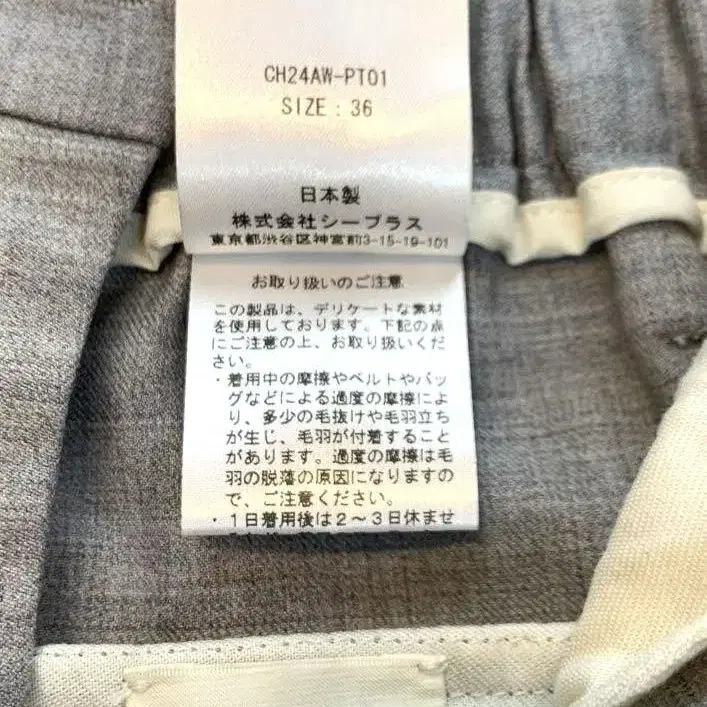 CH24AW-PT01
SIZE : 36
日本製
株式会社シープラス
東京都渋谷区神宮前3-15-19-101
お取り扱いのご注意
この製品は、デリケートな素材
を使用しております。下記の点
にご注意の上、お取り扱いくだ
さい。
・着用中の摩擦やベルトやバッ
グなどによる過度の摩擦によ
り、多少の毛抜けや毛羽立ち
が生じ、毛羽が付着すること
があります。過度の摩擦は毛
羽の脱落の原因になりますの
で、ご注意ください。
・1日着用後は2～3日休ませ